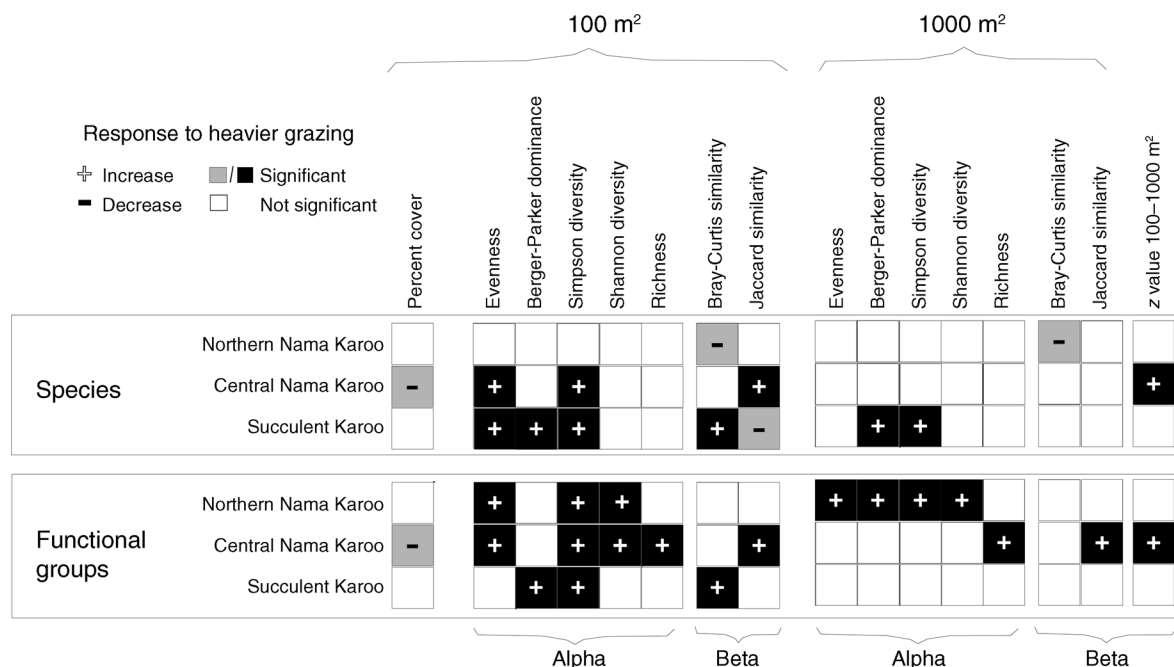 100 m²
1000 m²
Response to heavier grazing
+ Increase
/ Significant
- Decrease
Not significant
Percent cover
Evenness
Berger-Parker dominance
Simpson diversity
Shannon diversity
Richness
Bray-Curtis similarity
Jaccard similarity
Evenness
Berger-Parker dominance
Simpson diversity
Shannon diversity
Richness
Bray-Curtis similarity
Jaccard similarity
z value 100–1000 m²
Species
Northern Nama Karoo
- -
Central Nama Karoo
- + + + +
Succulent Karoo
+ + + + - + +
Functional
groups
Northern Nama Karoo
+ + + + + + +
Central Nama Karoo
- + + + + + + + +
Succulent Karoo
+ + +
Alpha
Beta
Alpha
Beta